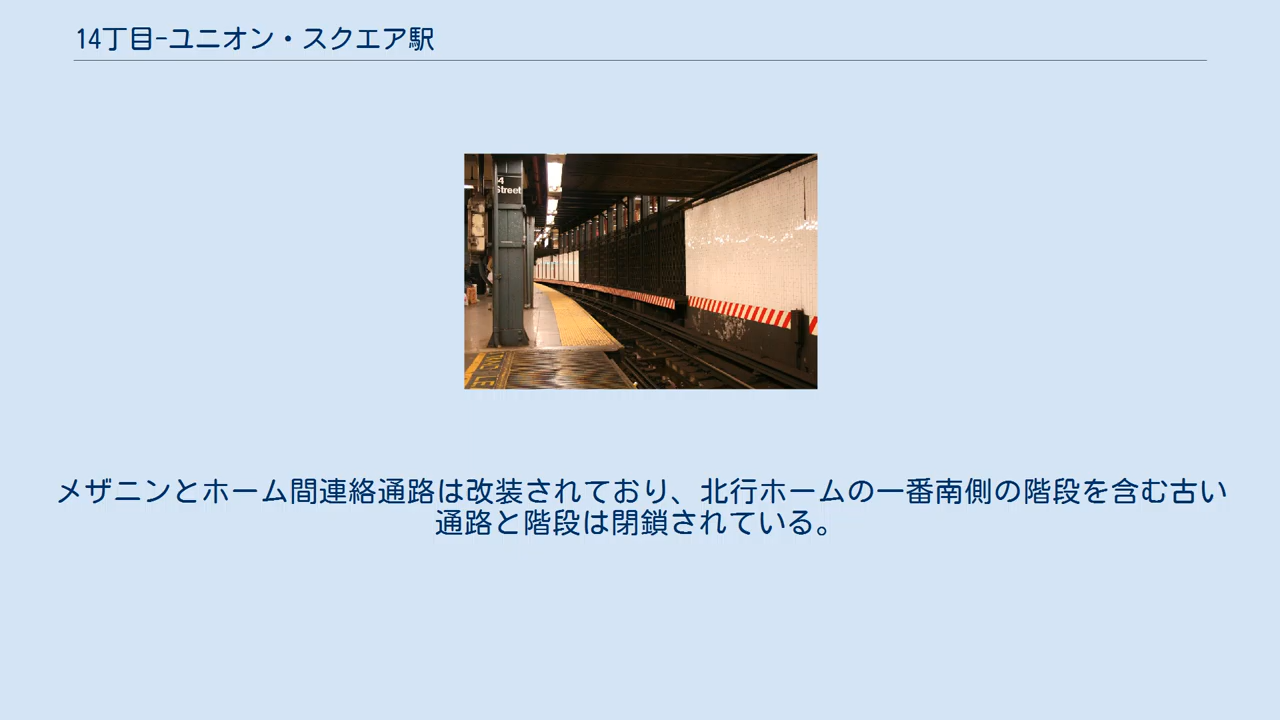 14丁目-ユニオン・スクエア駅
4
Street
メザニンとホーム間連絡通路は改装されており、北行ホームの一番南側の階段を含む古い
通路と階段は閉鎖されている。